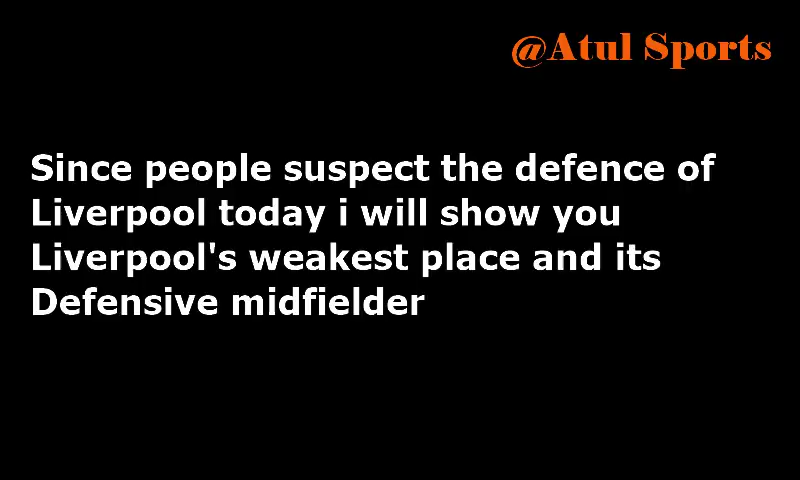 @Atul Sports
Since people suspect the defence of
Liverpool today i will show you
Liverpool's weakest place and its
Defensive midfielder